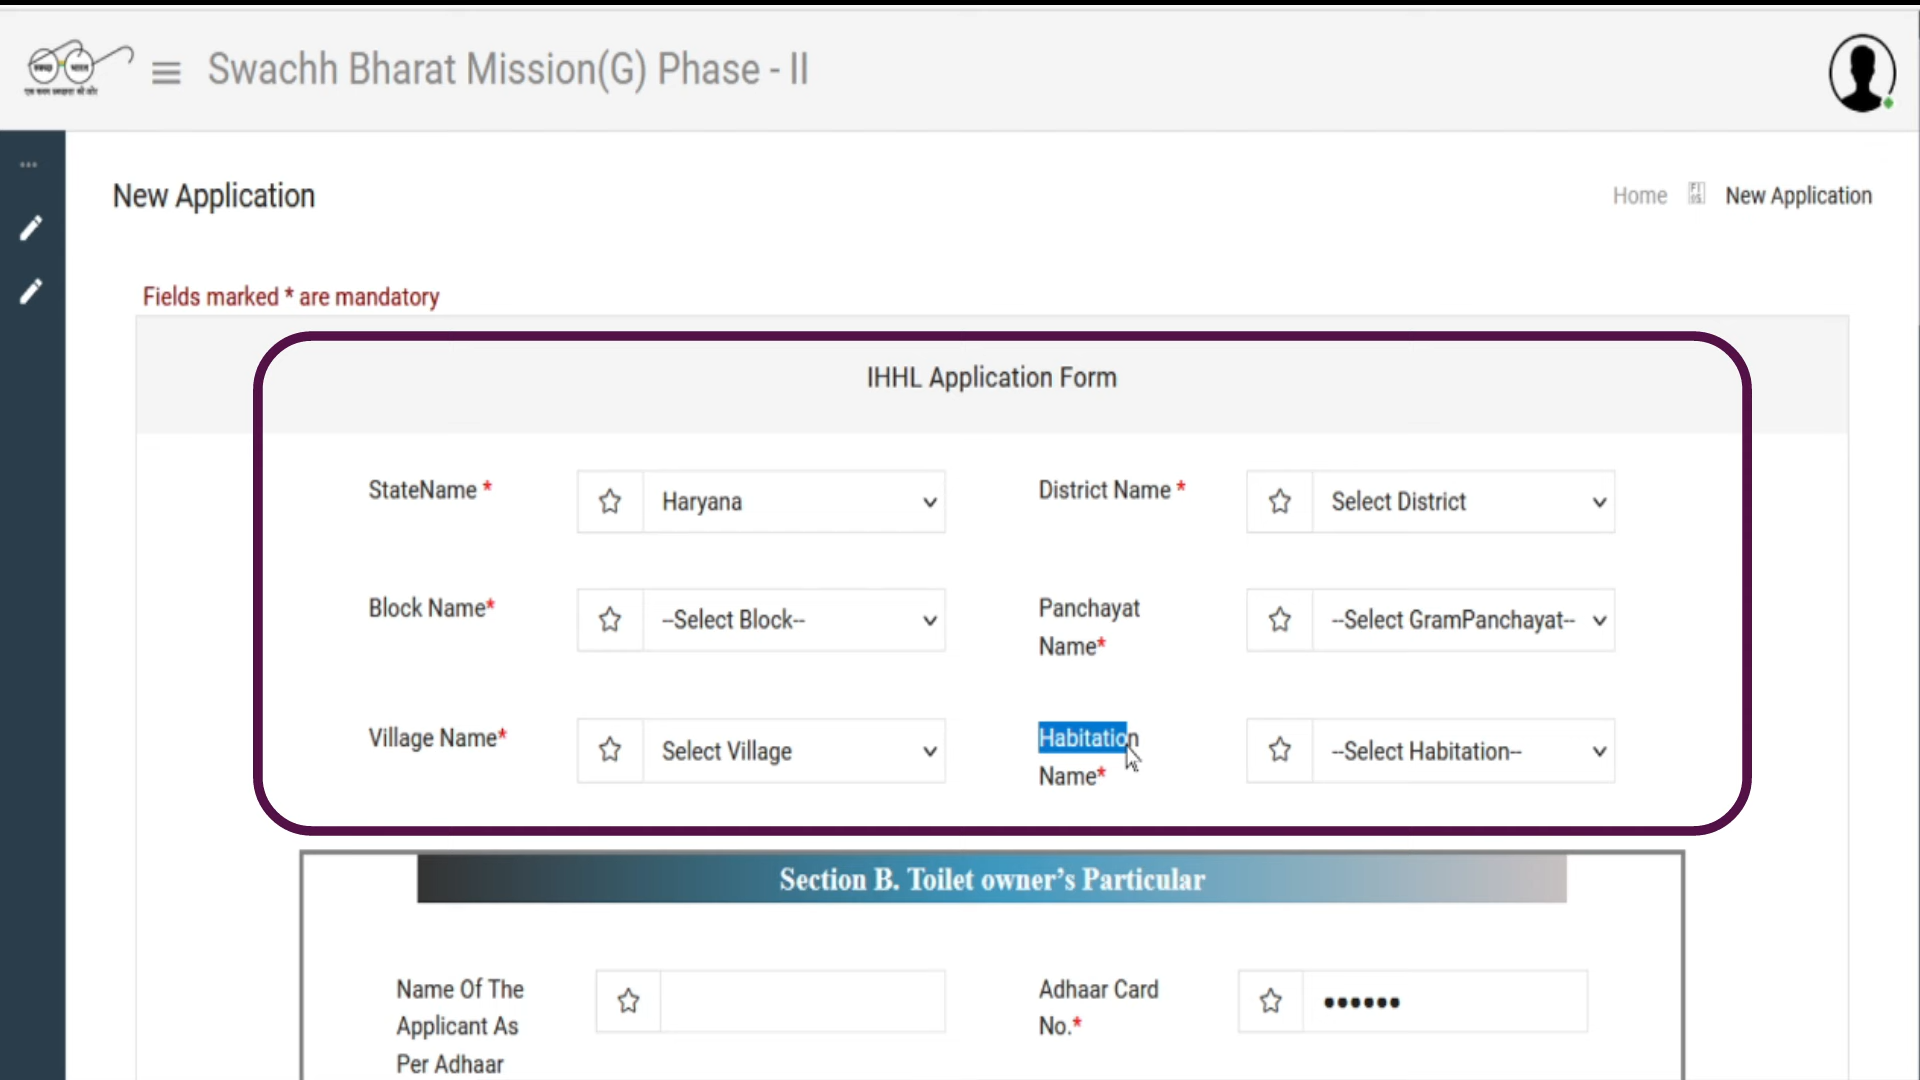 Swachh Bharat Mission(G) Phase - II
New Application
Home New Application
Fields marked * are mandatory
IHHL Application Form
StateName *
Haryana
District Name *
Select District
Block Name*
--Select Block--
Panchayat
Name*
--Select GramPanchayat--
Village Name*
Select Village
Habitation
Name*
--Select Habitation--
Section B. Toilet owner's Particular
Name Of The
Applicant As
Per Adhaar
Adhaar Card
No.*
••••••